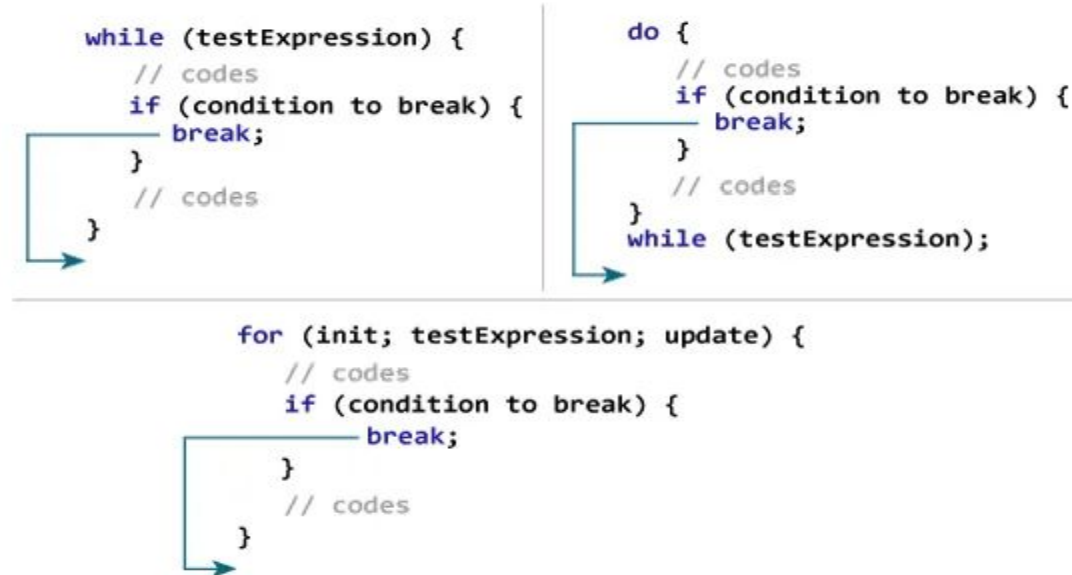 while (testExpression) {
// codes
if (condition to break) {
break;
}
// codes
}
do {
// codes
if (condition to break) {
break;
}
// codes
}
while (testExpression);
for (init; testExpression; update) {
// codes
if (condition to break) {
break;
}
// codes
}